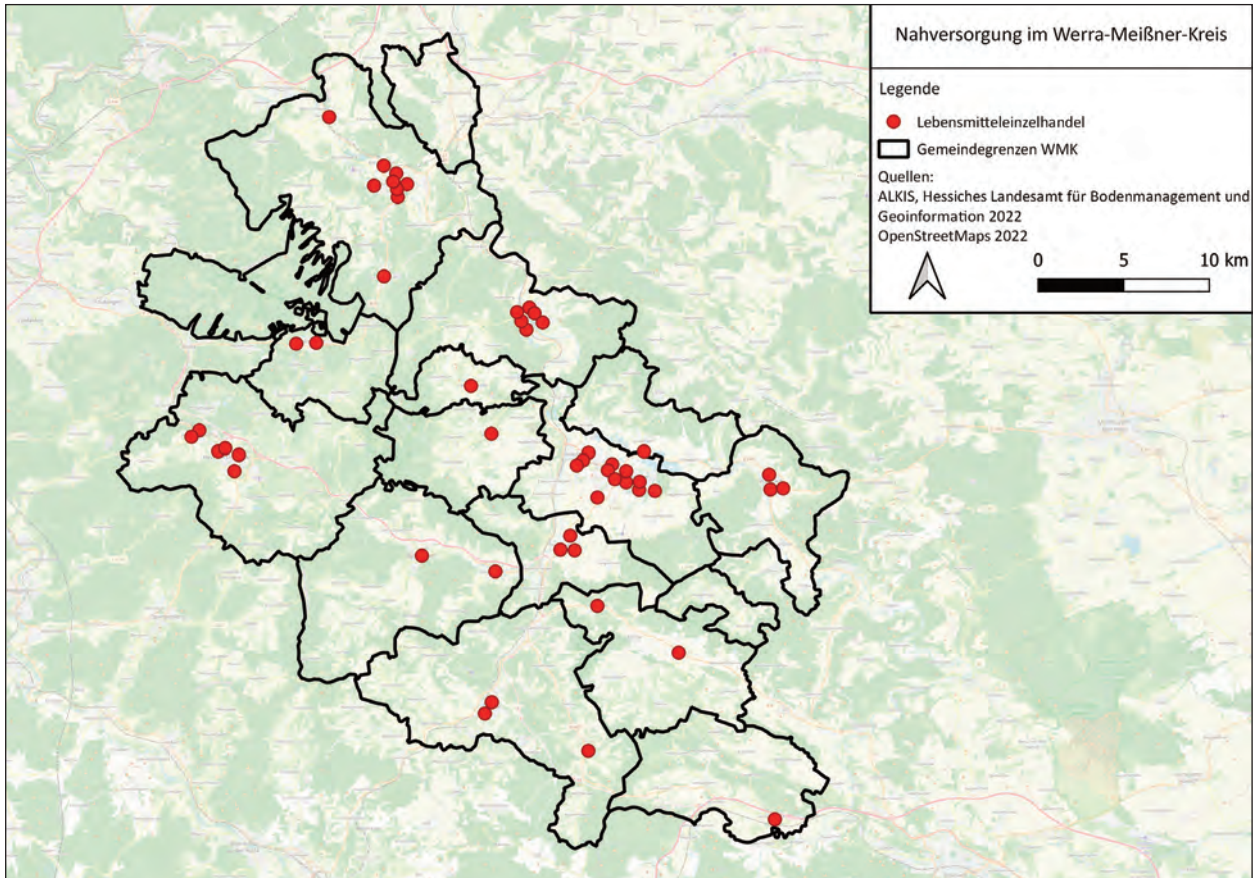 Nahversorgung im Werra-Meißner-Kreis
Legende
Lebensmitteleinzelhandel
Gemeindegrenzen WMK
Quellen:
ALKIS, Hessiches Landesamt für Bodenmanagement und
Geoinformation 2022
OpenStreetMaps 2022
0 5 10 km